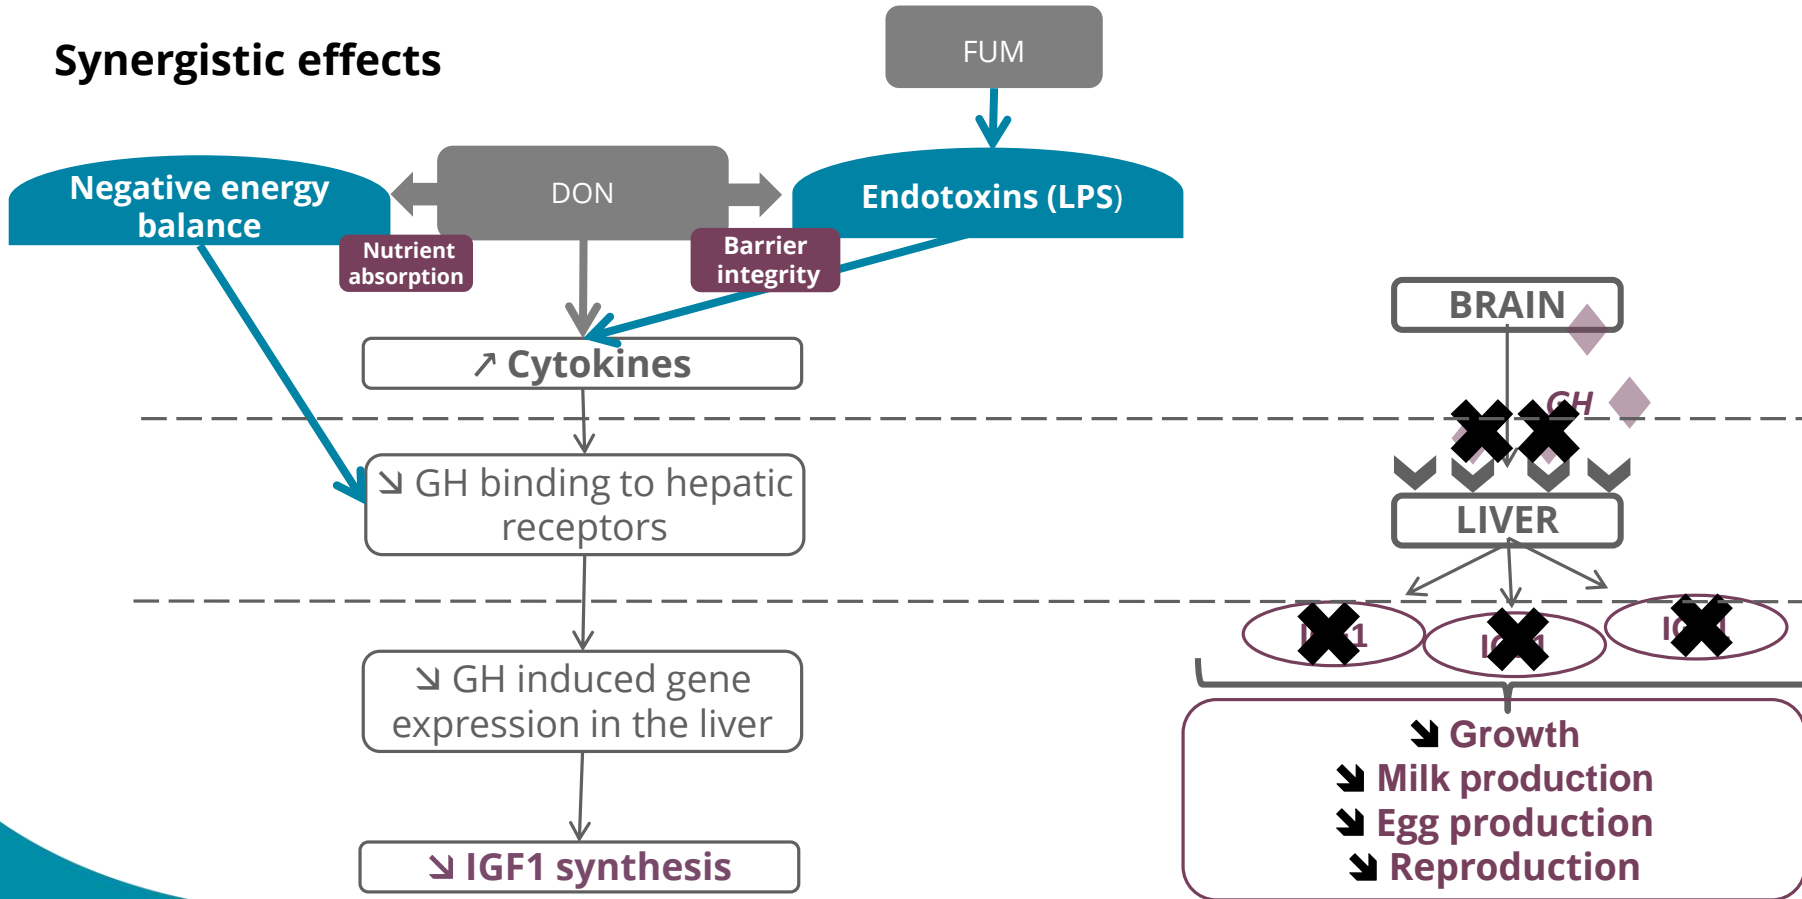 Synergistic effects
FUM
Negative energy
balance
DON
Endotoxins (LPS)
Nutrient
absorption
Barrier
integrity
↗ Cytokines
↘ GH binding to hepatic
receptors
↘ GH induced gene
expression in the liver
↘ IGF1 synthesis
BRAIN
GH
LIVER
↘ Growth
↘ Milk production
↘ Egg production
↘ Reproduction